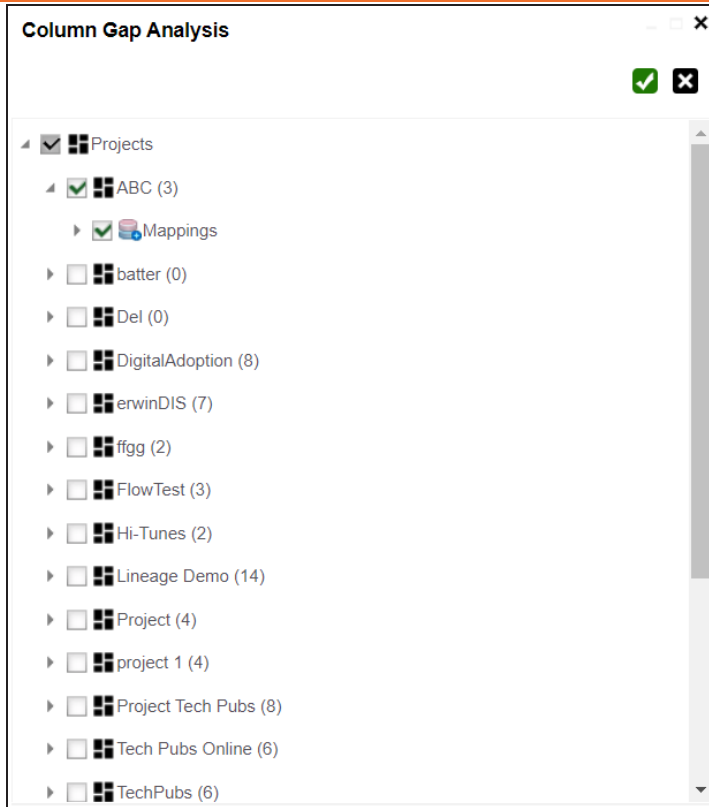 Column Gap Analysis
Projects
ABC (3)
Mappings
batter (0)
Del (0)
DigitalAdoption (8)
erwinDIS (7)
ffgg (2)
FlowTest (3)
Hi-Tunes (2)
Lineage Demo (14)
Project (4)
project 1 (4)
Project Tech Pubs (8)
Tech Pubs Online (6)
TechPubs (6)